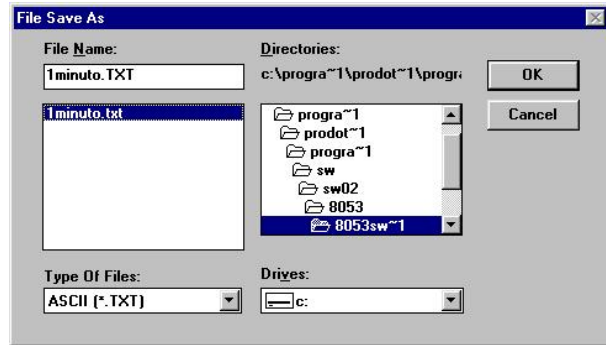 File Save As
File Name:
1minuto.TXT
1minuto.txt
Directories:
c:\progra~1\prodot~1\progra
progra~1
prodot~1
progra~1
sw
sw02
8053
8053sw~1
OK
Cancel
Type Of Files:
ASCII (*.TXT)
Drives:
c: